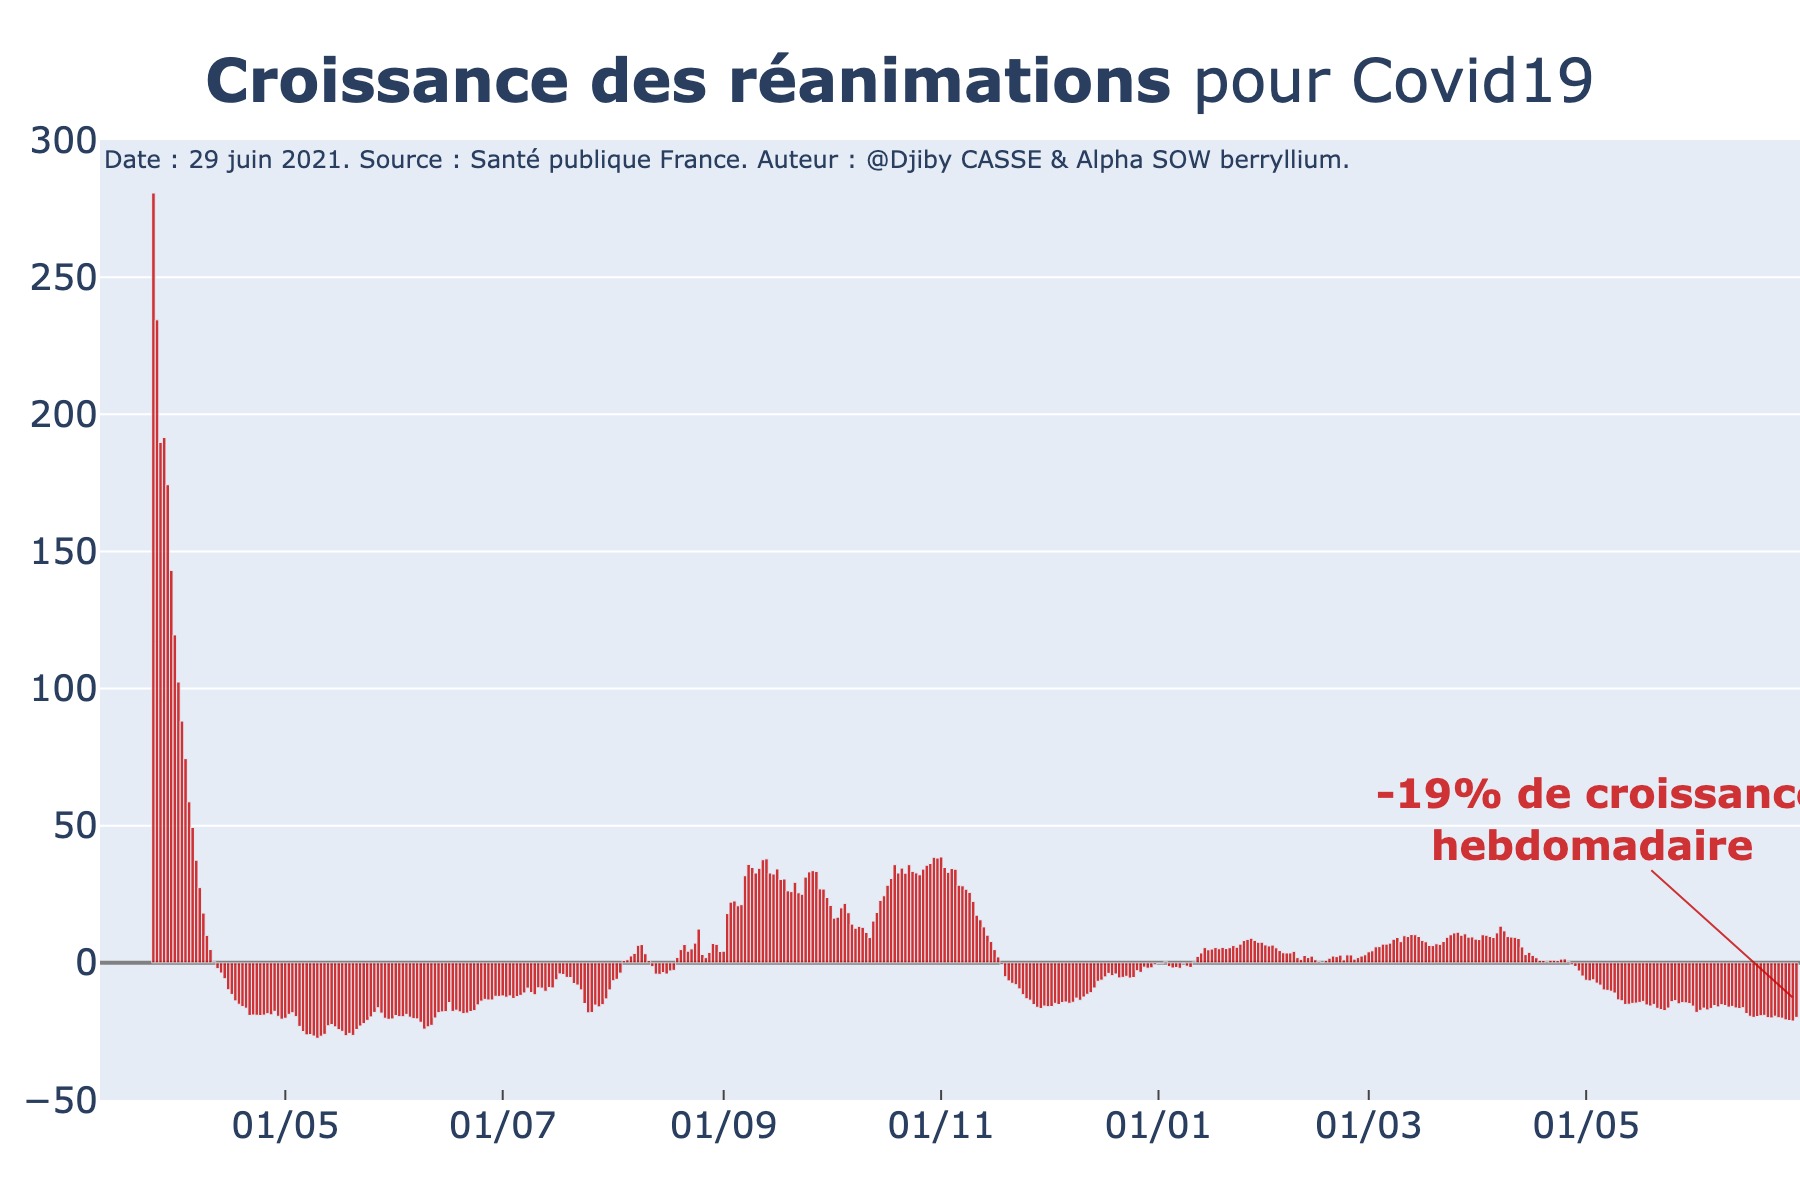 Croissance des réanimations pour Covid19
300
Date : 29 juin 2021. Source : Santé publique France. Auteur : @Djiby CASSE & Alpha SOW berryllium.
250
200
150
100
-19% de croissance
50
hebdomadaire
0
−50
01/05 01/07 01/09 01/11 01/01 01/03 01/05